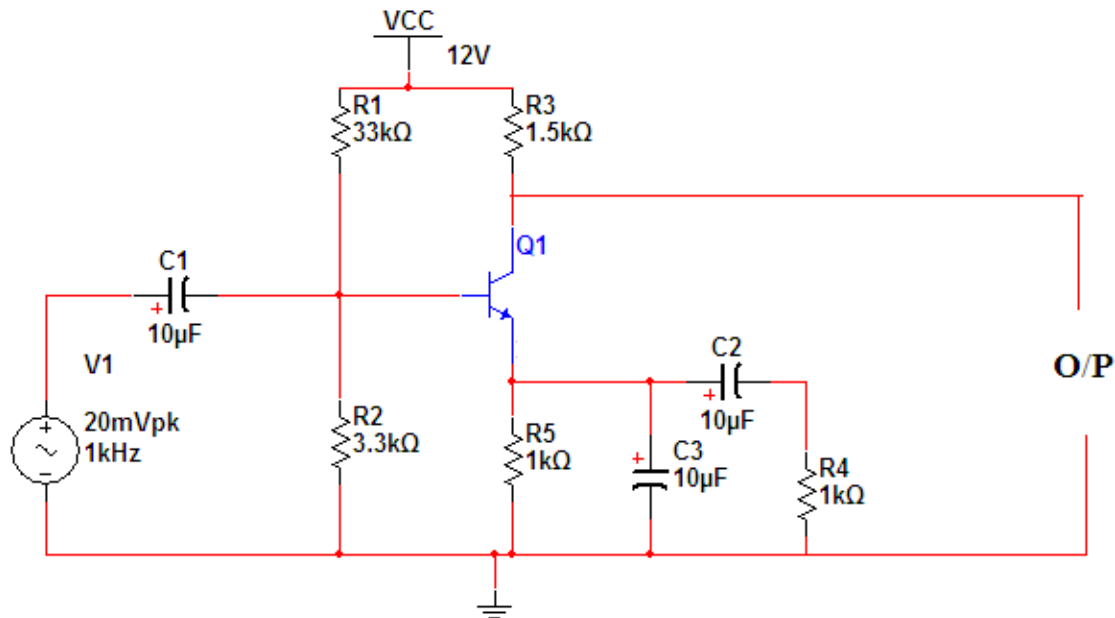 VCC
12V
R1
33kΩ
R3
1.5kΩ
Q1
C1
+
10µF
V1
20mVpk
1kHz
+
~
−
R2
3.3kΩ
R5
1kΩ
C2
+
10µF
C3
+
10µF
R4
1kΩ
O/P